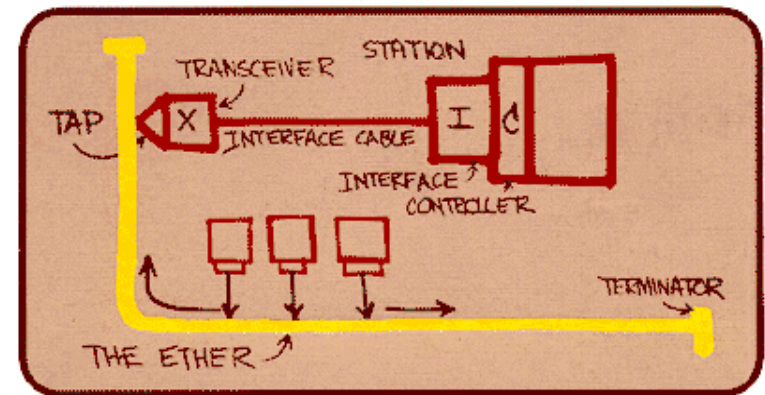 STATION
TRANSCEIVER
TAP
X
I
C
INTERFACE CABLE
INTERFACE
CONTROLLER
TERMINATOR
THE ETHER